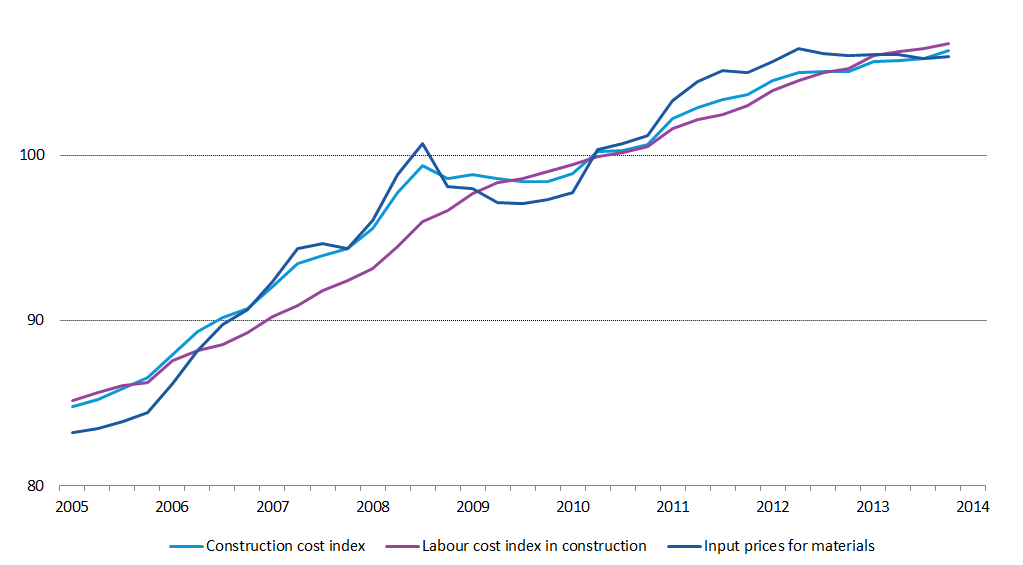 100
90
80
2005 2006 2007 2008 2009 2010 2011 2012 2013 2014
Construction cost index Labour cost index in construction Input prices for materials